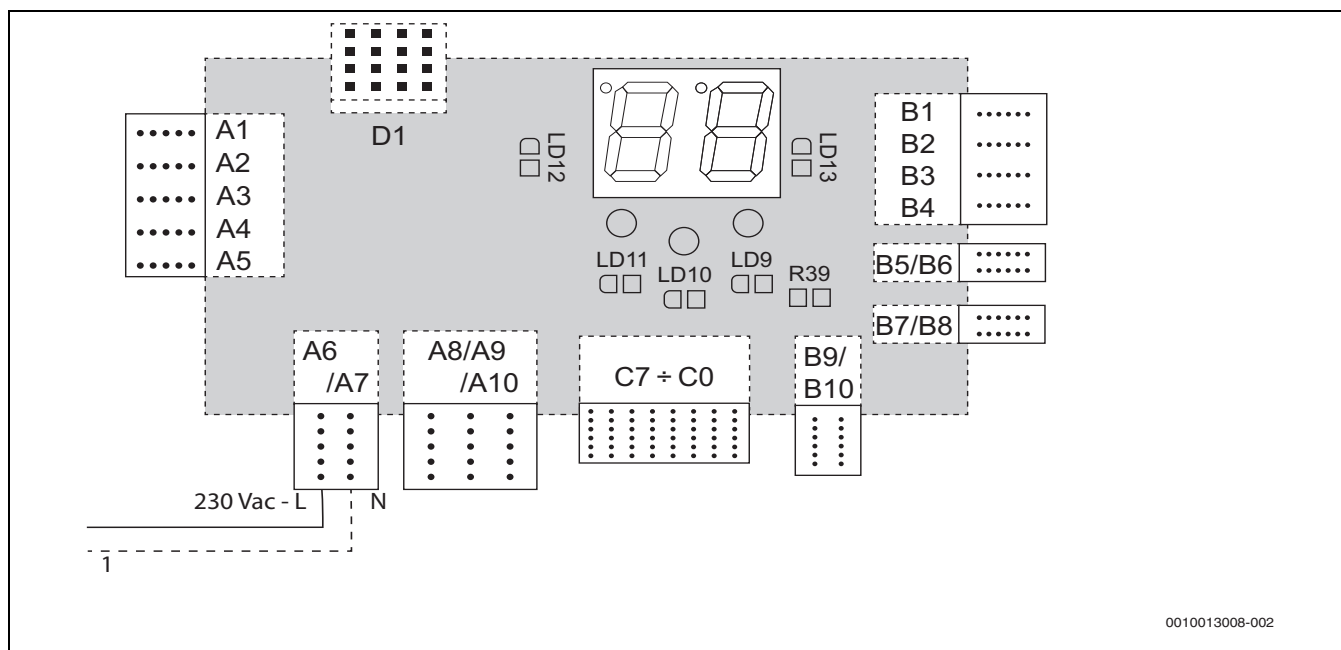 D1
A1
A2
A3
A4
A5
LD12
LD13
B1
B2
B3
B4
LD11
LD10
LD9
R39
B5/B6
B7/B8
A6
/A7
A8/A9
/A10
C7 ÷ C0
B9/
B10
230 Vac - L
N
1
0010013008-002